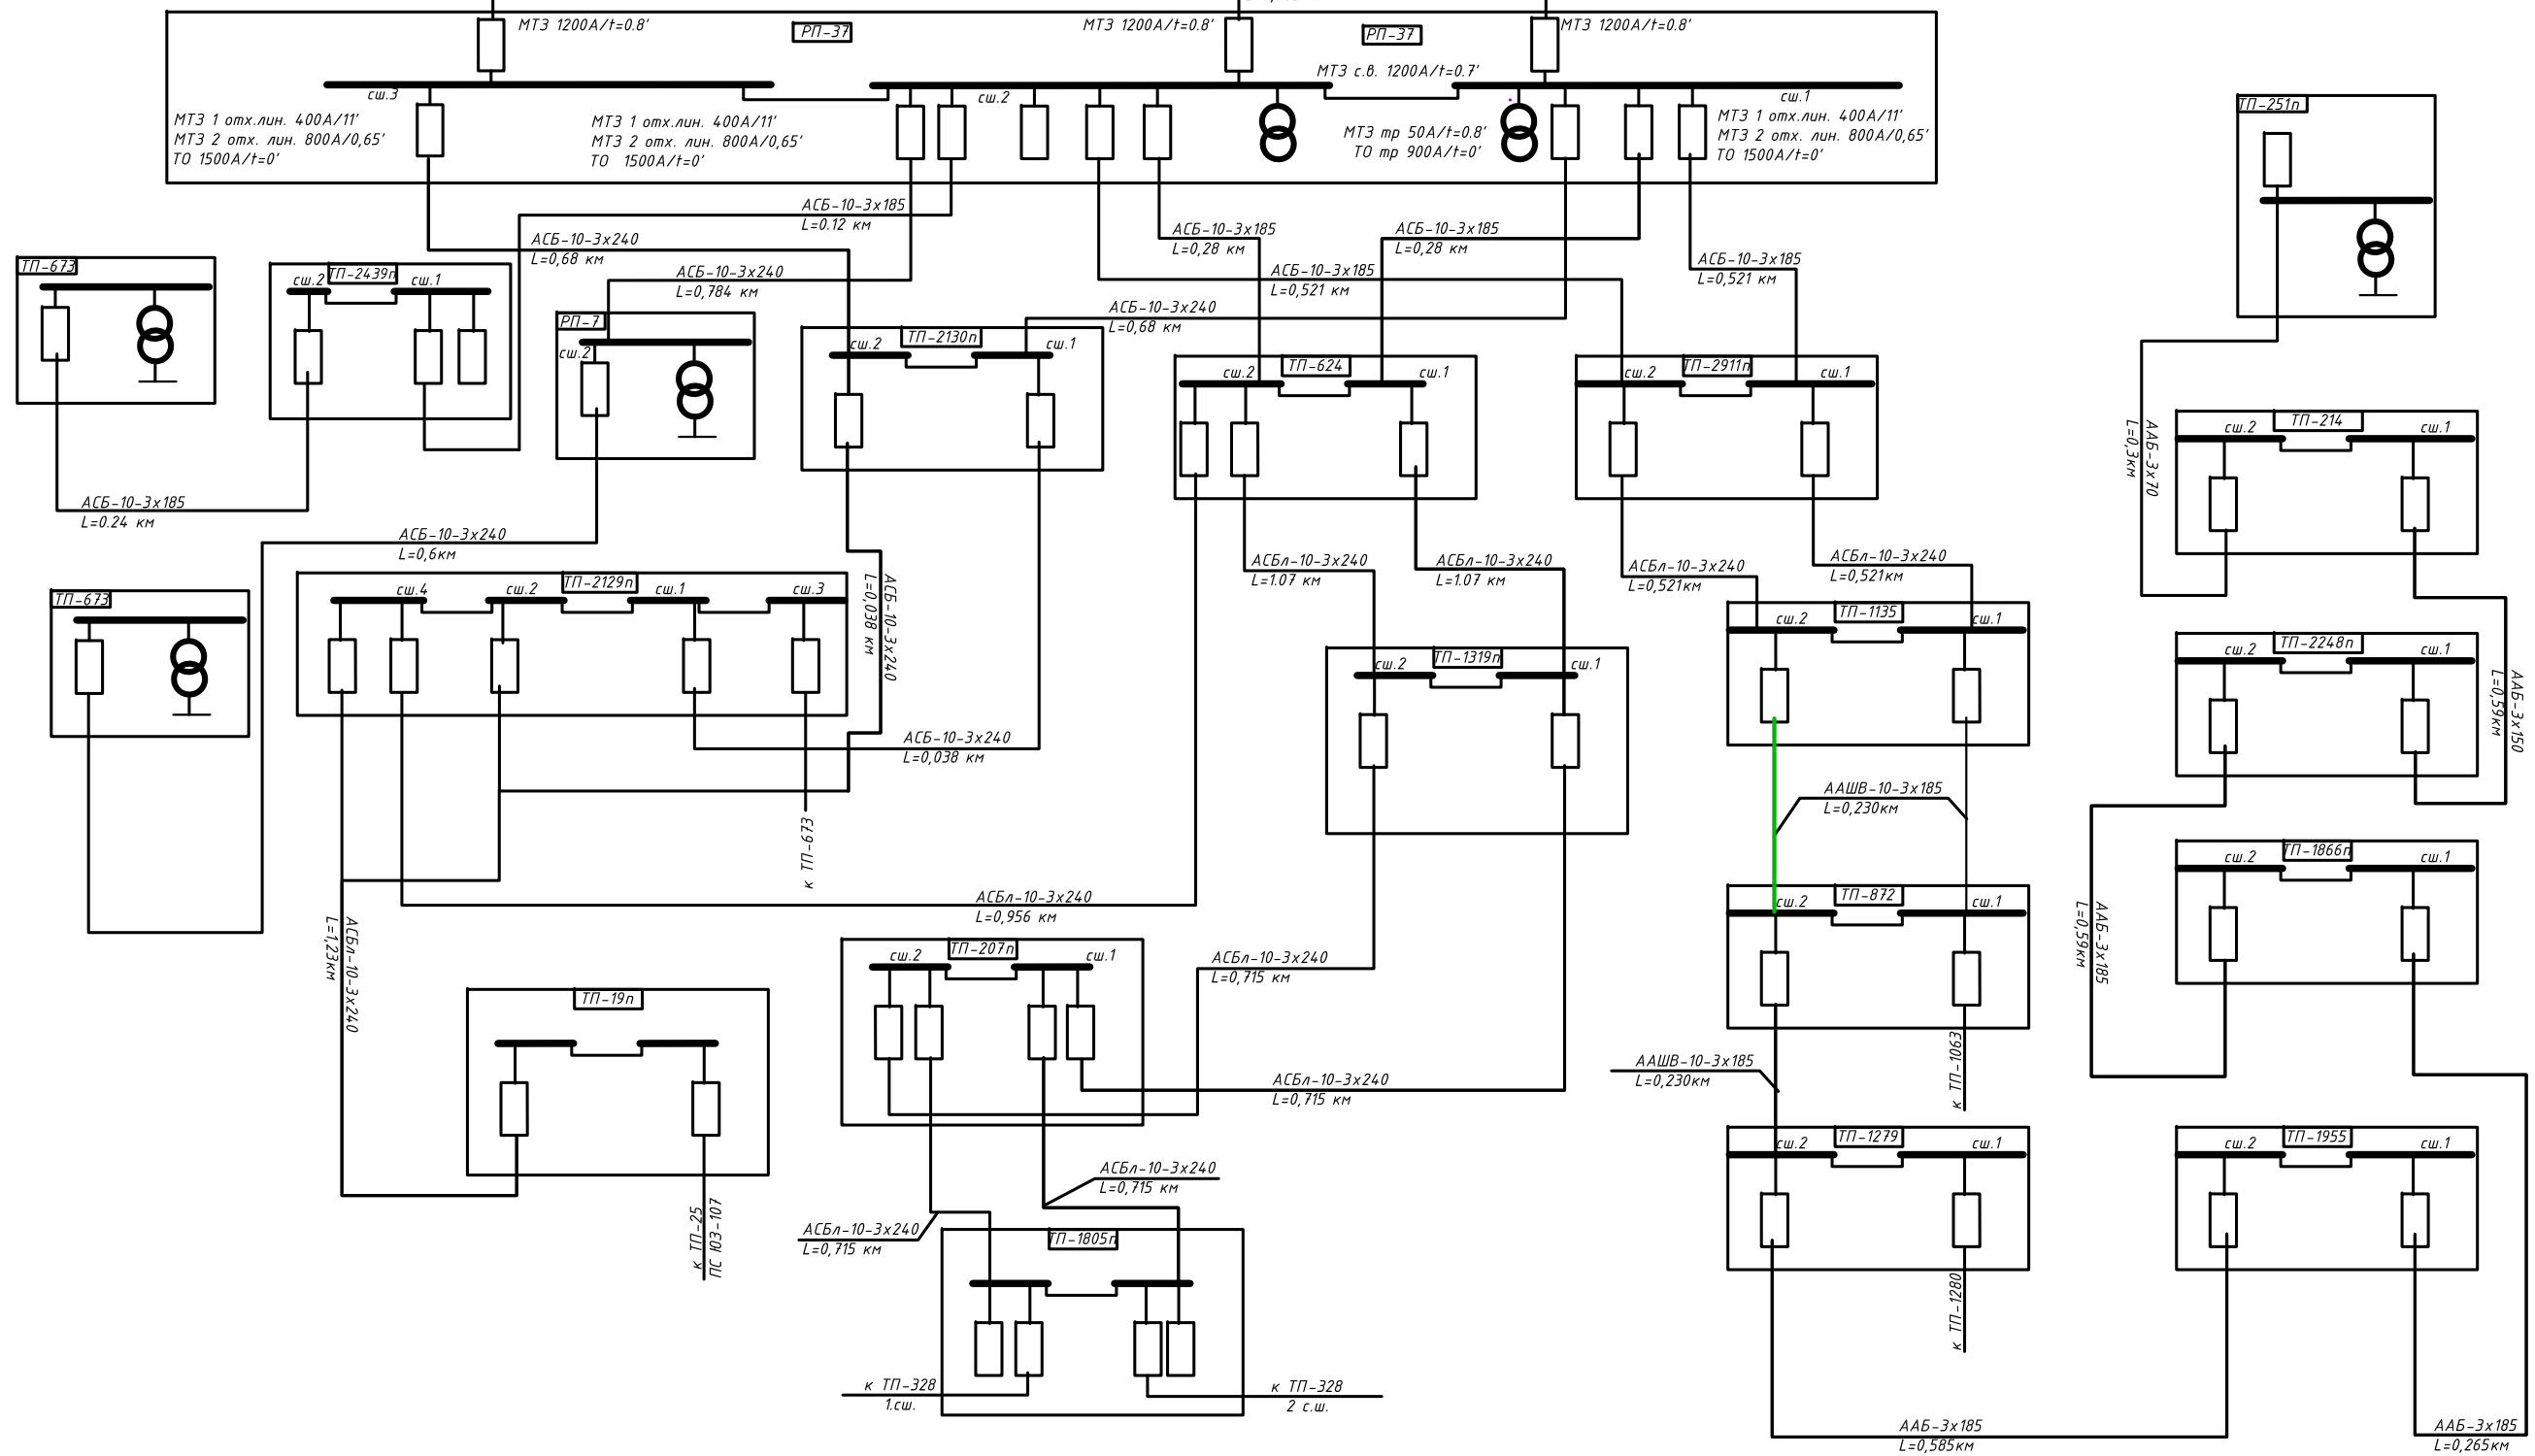 МТЗ 1200А/t=0.8'
РП-37
МТЗ 1200А/t=0.8'
РП-37
МТЗ 1200А/t=0.8'
МТЗ с.в. 1200А/t=0.7'
сш.3
сш.2
сш.1
МТЗ 1 отх.лин. 400А/11'
МТЗ 2 отх. лин. 800А/0,65'
ТО 1500А/t=0'
МТЗ 1 отх.лин. 400А/11'
МТЗ 2 отх. лин. 800А/0,65'
ТО 1500А/t=0'
МТЗ тр 50А/t=0.8'
ТО тр 900А/t=0'
МТЗ 1 отх.лин. 400А/11'
МТЗ 2 отх. лин. 800А/0,65'
ТО 1500А/t=0'
ТП-251п
АСБ-10-3х185
L=0.12 км
АСБ-10-3х240
L=0,68 км
АСБ-10-3х240
L=0,784 км
АСБ-10-3х185
L=0,28 км
АСБ-10-3х185
L=0,28 км
АСБ-10-3х185
L=0,521 км
АСБ-10-3х185
L=0,521 км
АСБ-10-3х240
L=0,68 км
ТП-673
ТП-2439п
сш.2
сш.1
РП-7
сш.2
ТП-2130п
сш.2
сш.1
ТП-624
сш.2
сш.1
ТП-2911п
сш.2
сш.1
ААБ-3х70
L=0,3км
ТП-214
сш.2
сш.1
АСБ-10-3х185
L=0.24 км
АСБ-10-3х240
L=0,6км
АСБл-10-3х240
L=1.07 км
АСБл-10-3х240
L=1.07 км
АСБл-10-3х240
L=0,521км
АСБл-10-3х240
L=0,521км
ТП-673
ТП-2129п
сш.4
сш.2
сш.1
сш.3
АСБ-10-3х240
L=0,038 км
АСБ-10-3х240
L=0,038 км
ТП-1319п
сш.2
сш.1
ТП-1135
сш.2
сш.1
ТП-2248п
сш.2
сш.1
ААБ-3х150
L=0,59км
ААШВ-10-3х185
L=0,230км
к ТП-673
АСБл-10-3х240
L=0,956 км
ТП-872
сш.2
сш.1
ТП-1866п
сш.2
сш.1
ААБ-3х185
L=0,59км
АСБл-10-3х240
L=1,23км
ТП-207п
сш.2
сш.1
АСБл-10-3х240
L=0,715 км
ТП-19п
АСБл-10-3х240
L=0,715 км
ААШВ-10-3х185
L=0,230км
к ТП-1063
ТП-1279
сш.2
сш.1
ТП-1955
сш.2
сш.1
АСБл-10-3х240
L=0,715 км
АСБл-10-3х240
L=0,715 км
к ТП-25
ПС ЮЗ-107
ТП-1805п
к ТП-1280
к ТП-328
1.сш.
к ТП-328
2 с.ш.
ААБ-3х185
L=0,585км
ААБ-3х185
L=0,265км